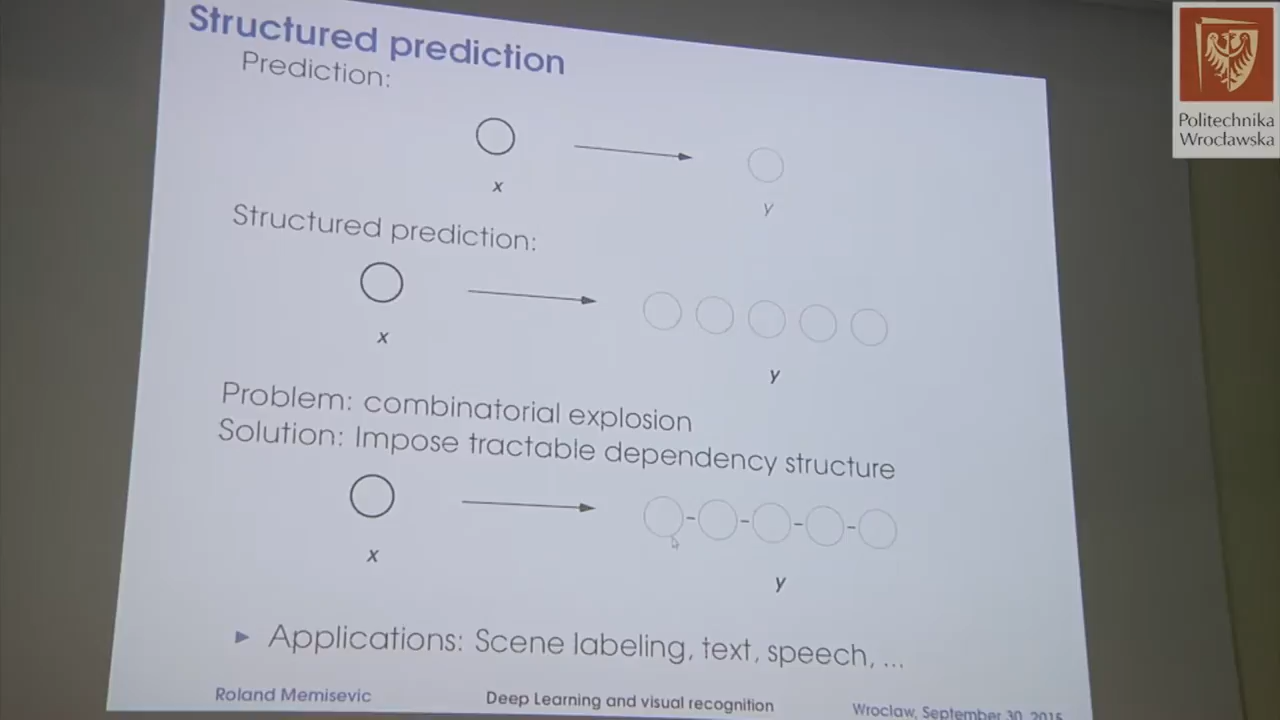 Structured prediction
Prediction:
x
y
Structured prediction:
x
y
Problem: combinatorial explosion
Solution: Impose tractable dependency structure
x
y
Applications: Scene labeling, text, speech, ...
Roland Memisevic Deep Learning and visual recognition Wroclaw, September 30, 2015
Politechnika
Wrocławska